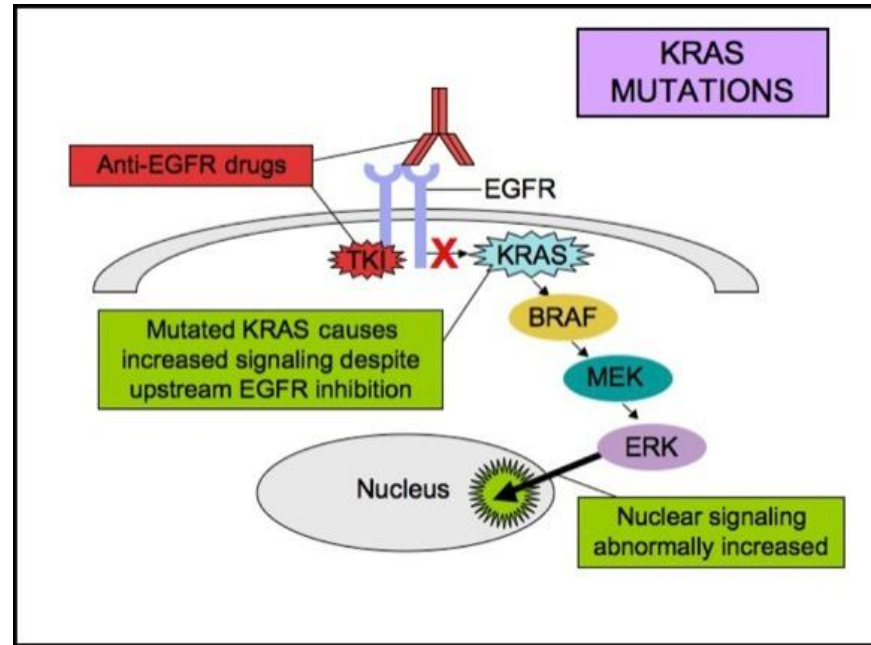 KRAS
MUTATIONS
Anti-EGFR drugs
EGFR
TKI
X
KRAS
BRAF
Mutated KRAS causes
increased signaling despite
upstream EGFR inhibition
MEK
ERK
Nucleus
Nuclear signaling
abnormally increased